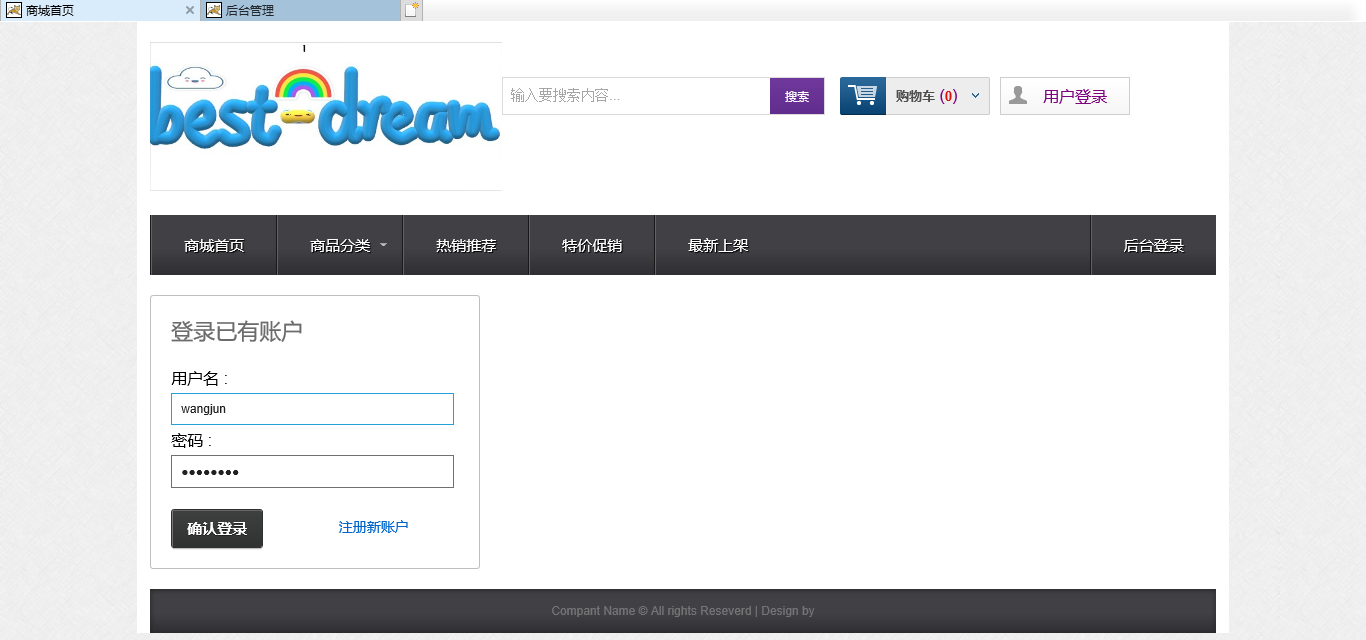 商城首页
后台管理
best-dream
输入要搜索内容...
搜索
购物车 (0)
用户登录
商城首页 商品分类 热销推荐 特价促销 最新上架 后台登录
登录已有账户
用户名 :
wangjun
密码 :
••••••••
确认登录
注册新账户
Compant Name © All rights Reseverd | Design by